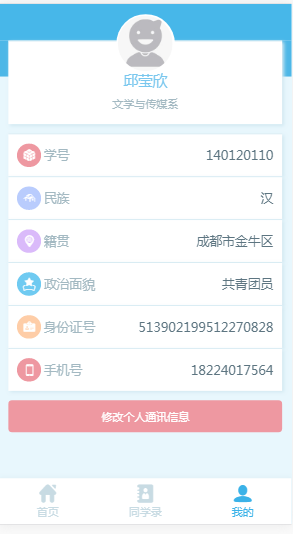 邱莹欣
文学与传媒系
学号 140120110
民族 汉
籍贯 成都市金牛区
政治面貌 共青团员
身份证号 513902199512270828
手机号 18224017564
修改个人通讯信息
首页 同学录 我的